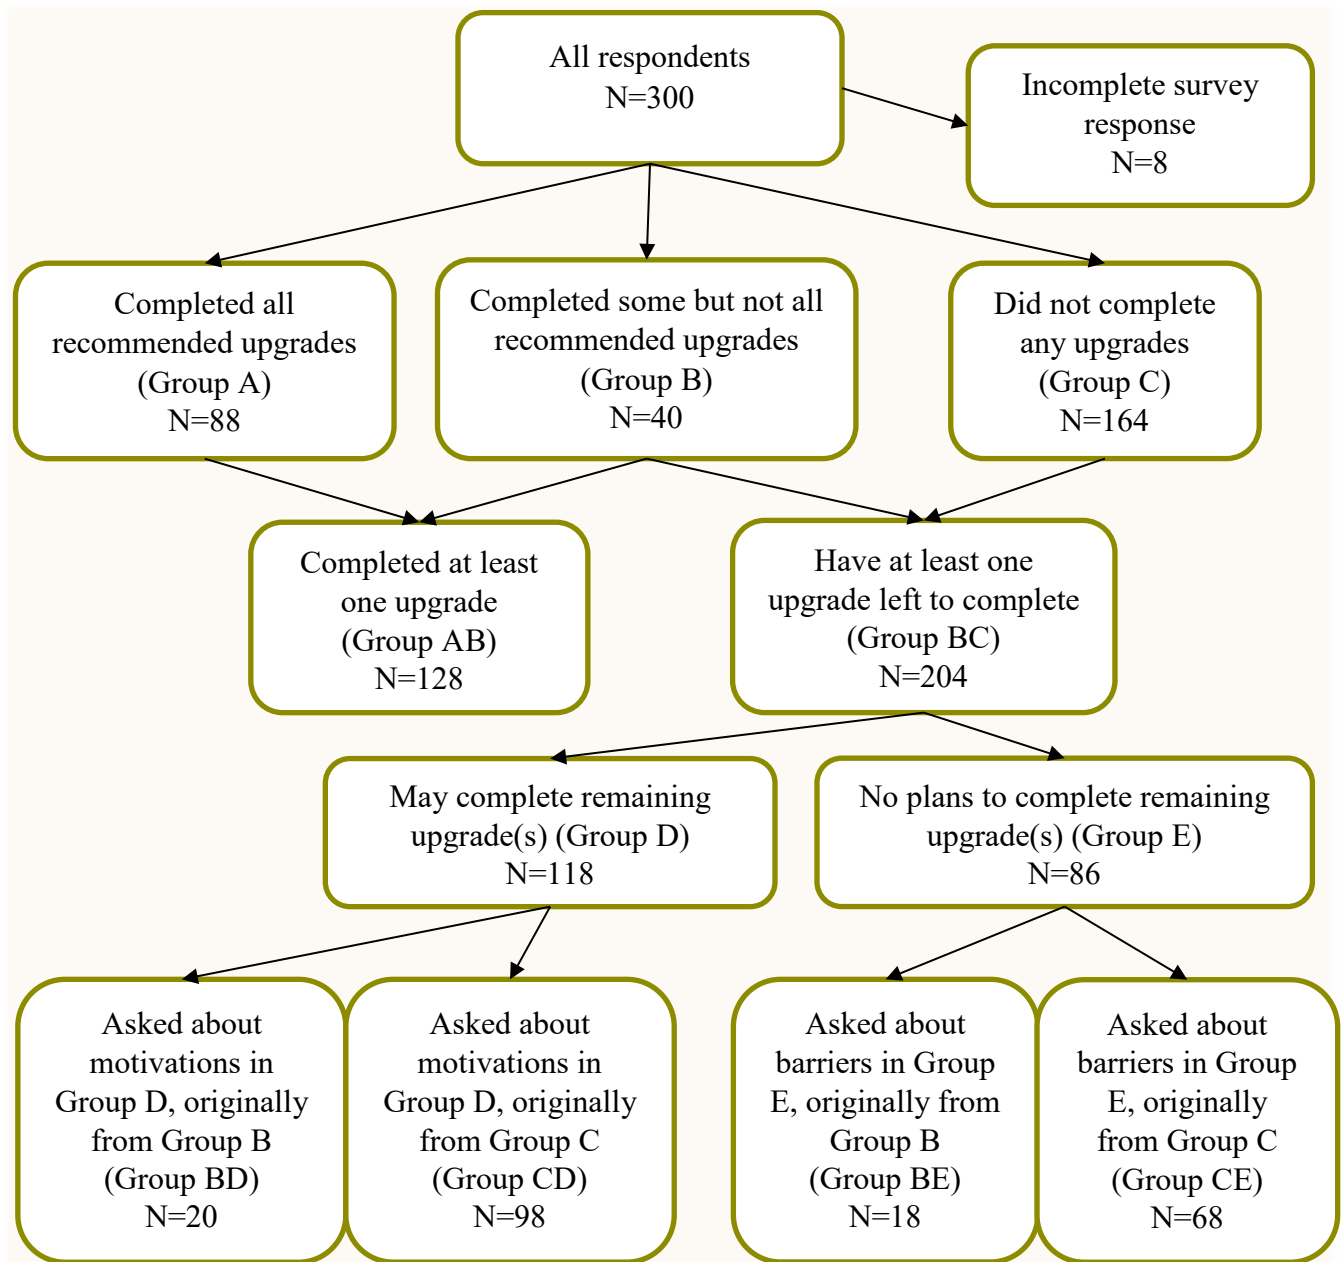 All respondents
N=300
Incomplete survey
response
N=8
Completed all
recommended upgrades
(Group A)
N=88
Completed some but not all
recommended upgrades
(Group B)
N=40
Did not complete
any upgrades
(Group C)
N=164
Completed at least
one upgrade
(Group AB)
N=128
Have at least one
upgrade left to complete
(Group BC)
N=204
May complete remaining
upgrade(s) (Group D)
N=118
No plans to complete remaining
upgrade(s) (Group E)
N=86
Asked about
motivations in
Group D, originally
from Group B
(Group BD)
N=20
Asked about
motivations in
Group D, originally
from Group C
(Group CD)
N=98
Asked about
barriers in Group
E, originally from
Group B
(Group BE)
N=18
Asked about
barriers in Group
E, originally
from Group C
(Group CE)
N=68